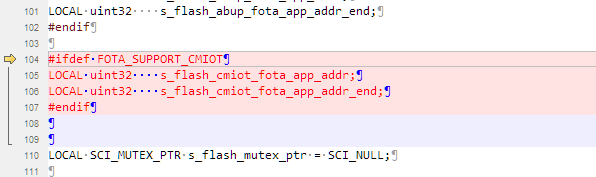 101 LOCAL·uint32····s_flash_abup_fota_app_addr_end;¶
102 #endif¶
103 ¶
104 #ifdef·FOTA_SUPPORT_CMIOT¶
105 LOCAL·uint32····s_flash_cmiot_fota_app_addr;¶
106 LOCAL·uint32····s_flash_cmiot_fota_app_addr_end;¶
107 #endif¶
108 ¶
109 ¶
110 LOCAL·SCI_MUTEX_PTR·s_flash_mutex_ptr·=·SCI_NULL;¶
111 ¶